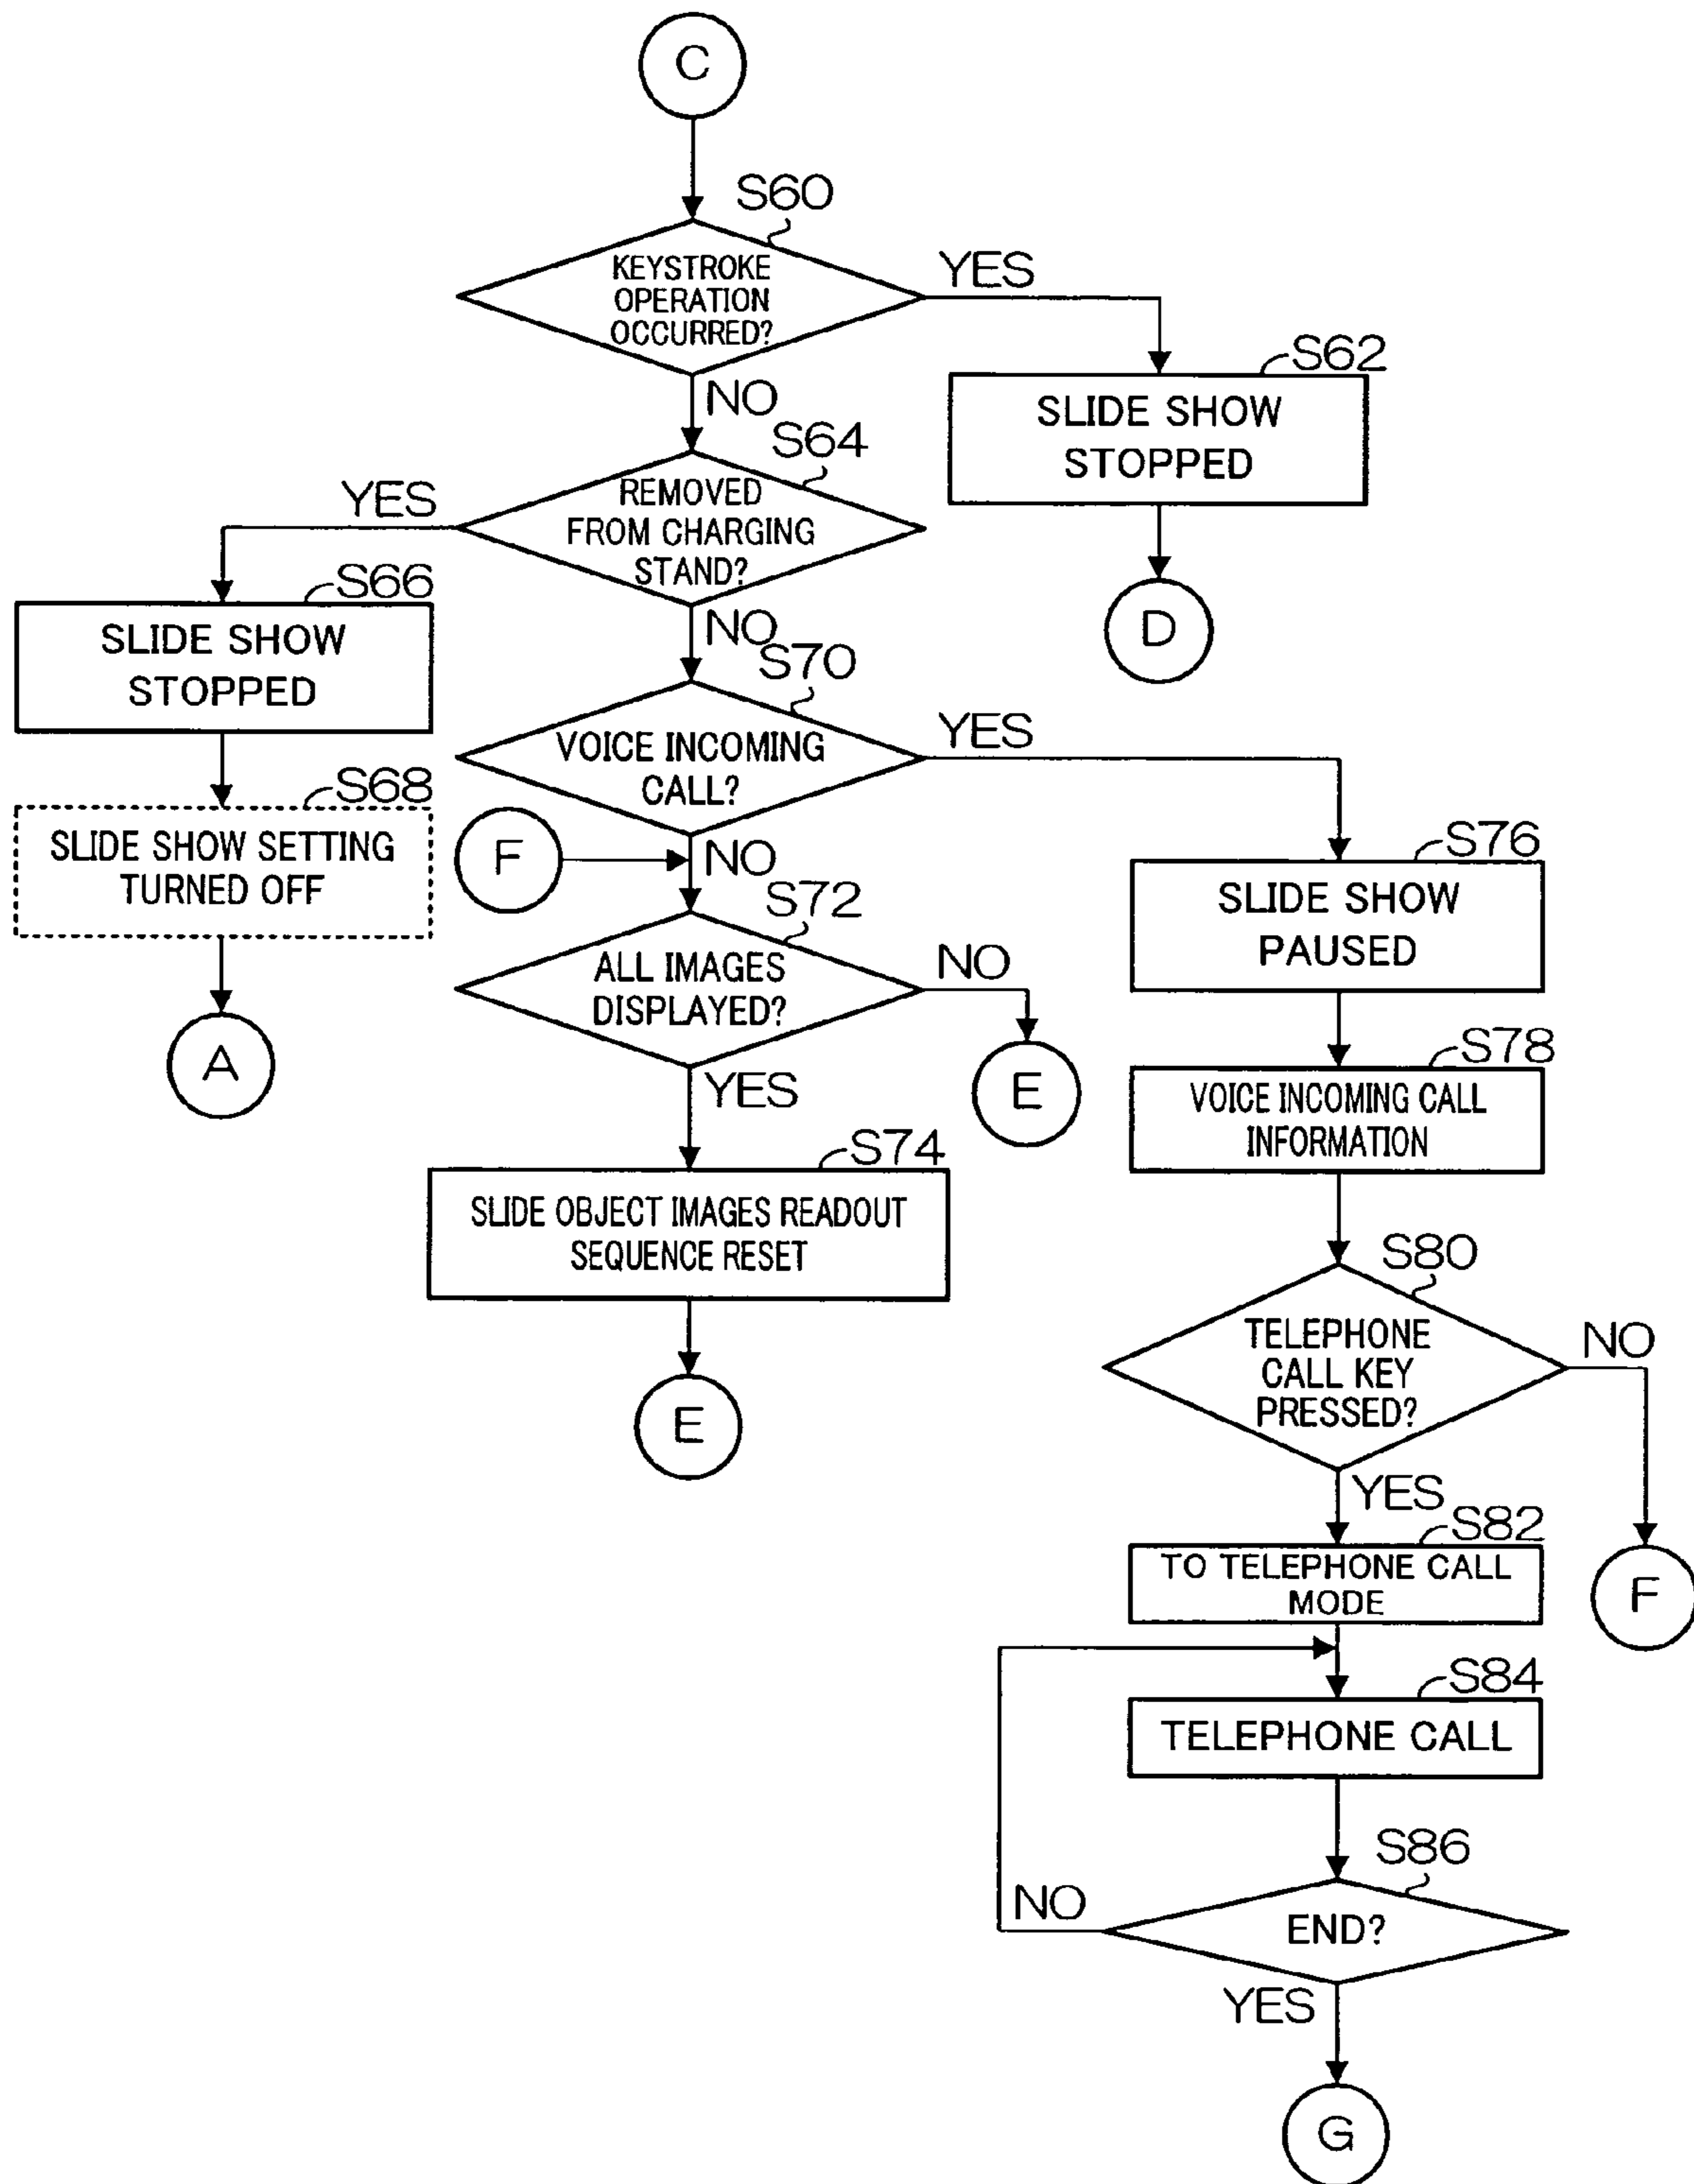 C
S60
KEYSTROKE
OPERATION
OCCURRED?
YES
NO
S62
SLIDE SHOW
STOPPED
D
S64
REMOVED
FROM CHARGING
STAND?
YES
NO
S66
SLIDE SHOW
STOPPED
S68
SLIDE SHOW SETTING
TURNED OFF
A
S70
VOICE INCOMING
CALL?
YES
NO
F
S72
ALL IMAGES
DISPLAYED?
NO
E
YES
S74
SLIDE OBJECT IMAGES READOUT
SEQUENCE RESET
E
S76
SLIDE SHOW
PAUSED
S78
VOICE INCOMING CALL
INFORMATION
S80
TELEPHONE
CALL KEY
PRESSED?
NO
F
YES
S82
TO TELEPHONE CALL
MODE
S84
TELEPHONE CALL
S86
END?
NO
YES
G